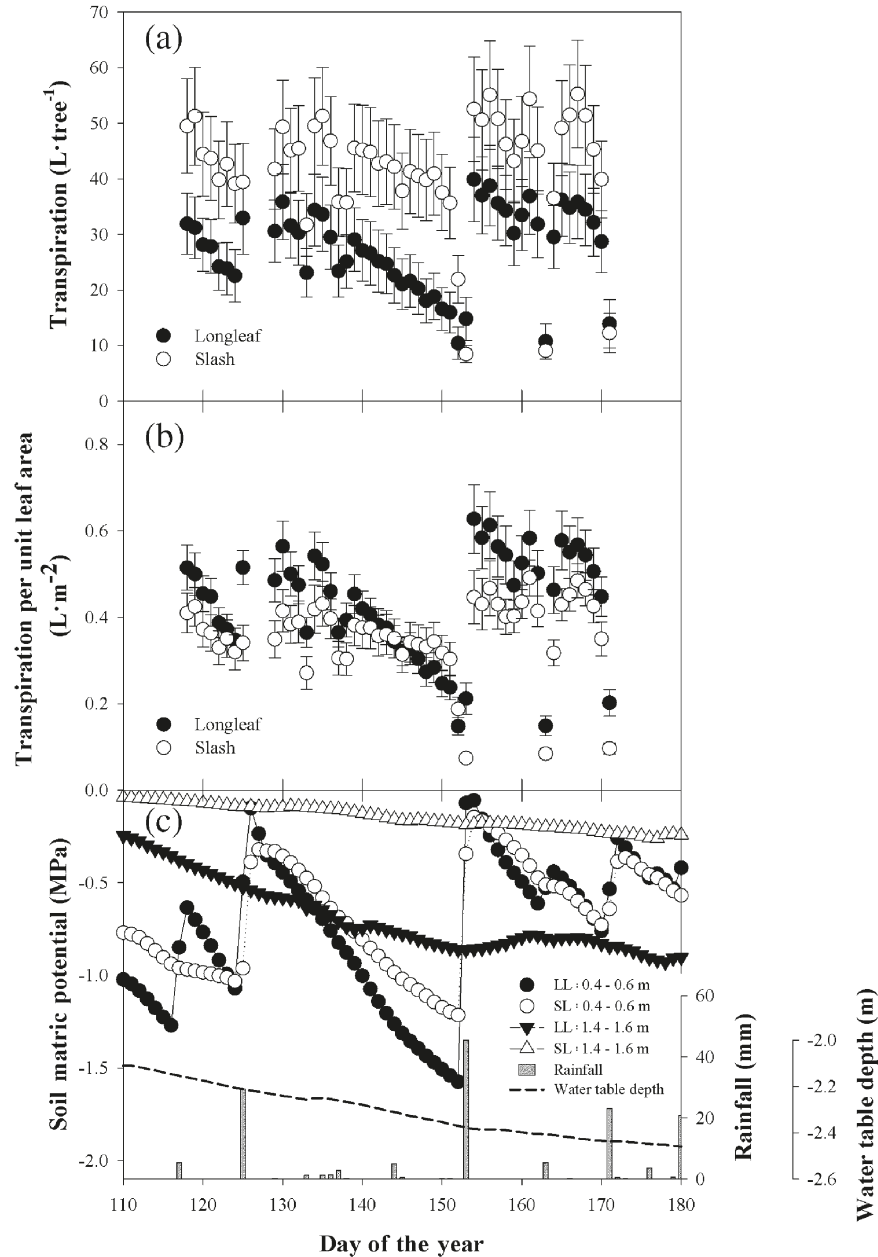 (a)
Transpiration (L·tree⁻¹)
70
60
50
40
30
20
10
0
Longleaf
Slash
(b)
Transpiration per unit leaf area
(L·m⁻²)
0.8
0.6
0.4
0.2
0.0
Longleaf
Slash
(c)
Soil matric potential (MPa)
-0.5
-1.0
-1.5
-2.0
LL : 0.4 - 0.6 m
SL : 0.4 - 0.6 m
LL : 1.4 - 1.6 m
SL : 1.4 - 1.6 m
Rainfall
Water table depth
60
40
20
0
Rainfall (mm)
-2.0
-2.2
-2.4
-2.6
Water table depth (m)
110 120 130 140 150 160 170 180
Day of the year